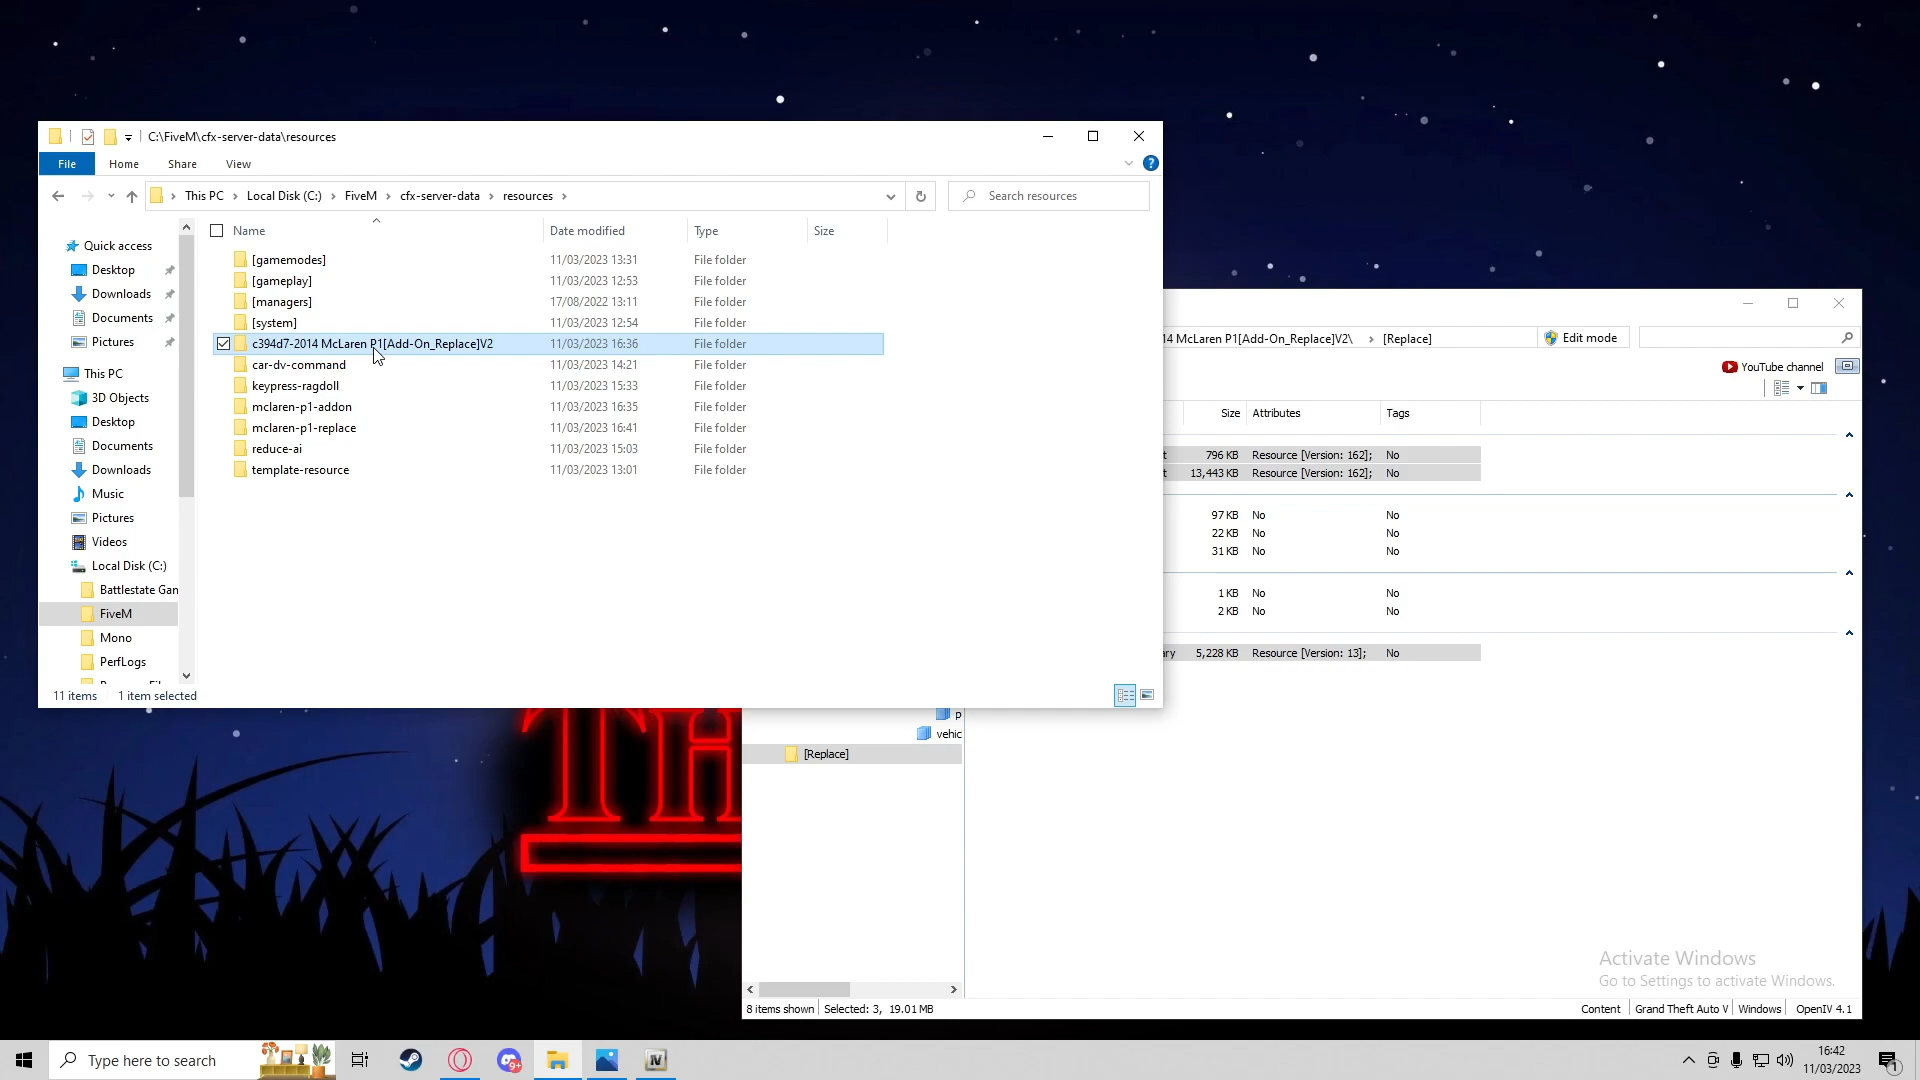 C:\FiveM\cfx-server-data\resources
File Home Share View
This PC Local Disk (C:) FiveM cfx-server-data resources
Search resources
Name Date modified Type Size
Quick access
Desktop
Downloads
Documents
Pictures
This PC
3D Objects
Desktop
Documents
Downloads
Music
Pictures
Videos
Local Disk (C:)
Battlestate Gan
FiveM
Mono
PerfLogs
[gamemodes] 11/03/2023 13:31 File folder
[gameplay] 11/03/2023 12:53 File folder
[managers] 17/08/2022 13:11 File folder
[system] 11/03/2023 12:54 File folder
c394d7-2014 McLaren P1[Add-On_Replace]V2 11/03/2023 16:36 File folder
car-dv-command 11/03/2023 14:21 File folder
keypress-ragdoll 11/03/2023 15:33 File folder
mclaren-p1-addon 11/03/2023 16:35 File folder
mclaren-p1-replace 11/03/2023 16:41 File folder
reduce-ai 11/03/2023 15:03 File folder
template-resource 11/03/2023 13:01 File folder
11 items 1 item selected
14 McLaren P1[Add-On_Replace]V2\ [Replace]
Edit mode
YouTube channel
Size Attributes Tags
t 796 KB Resource [Version: 162]; No
t 13,443 KB Resource [Version: 162]; No
97 KB No No
22 KB No No
31 KB No No
1 KB No No
2 KB No No
ary 5,228 KB Resource [Version: 13]; No
p
vehic
[Replace]
TH
Activate Windows
Go to Settings to activate Windows.
8 items shown Selected: 3, 19.01 MB
Content Grand Theft Auto V Windows OpenIV 4.1
Type here to search
9+
IV
16:42
11/03/2023
1